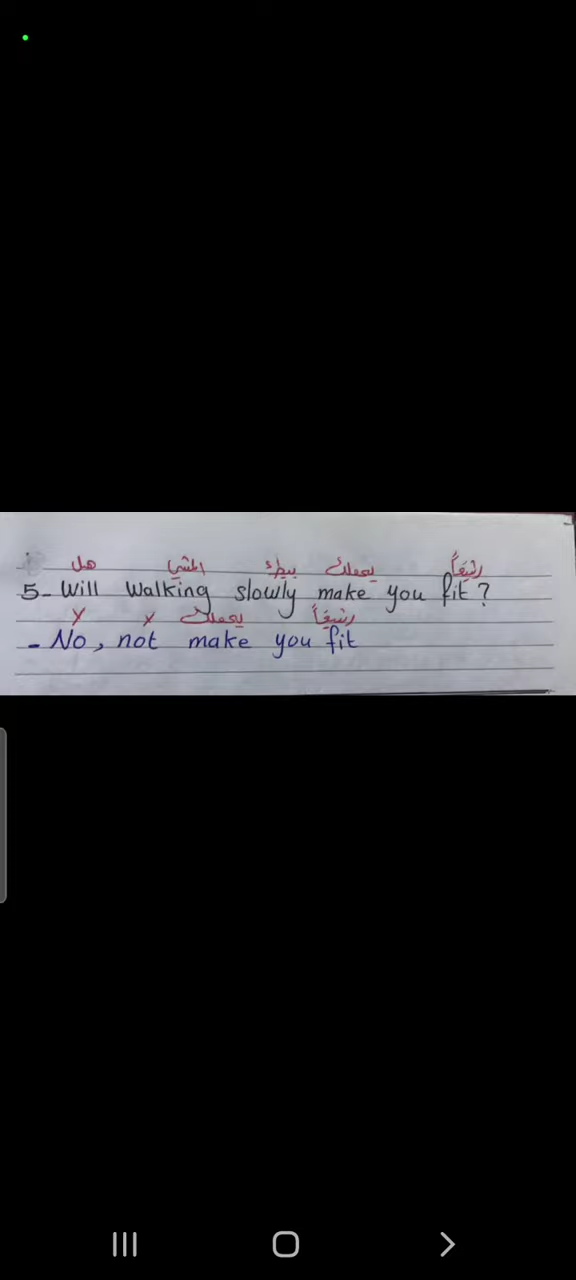 هل المشي ببطء يجعلك رشيقاً
5- Will walking slowly make you fit?
لا لا يجعلك رشيقاً
- No, not make you fit